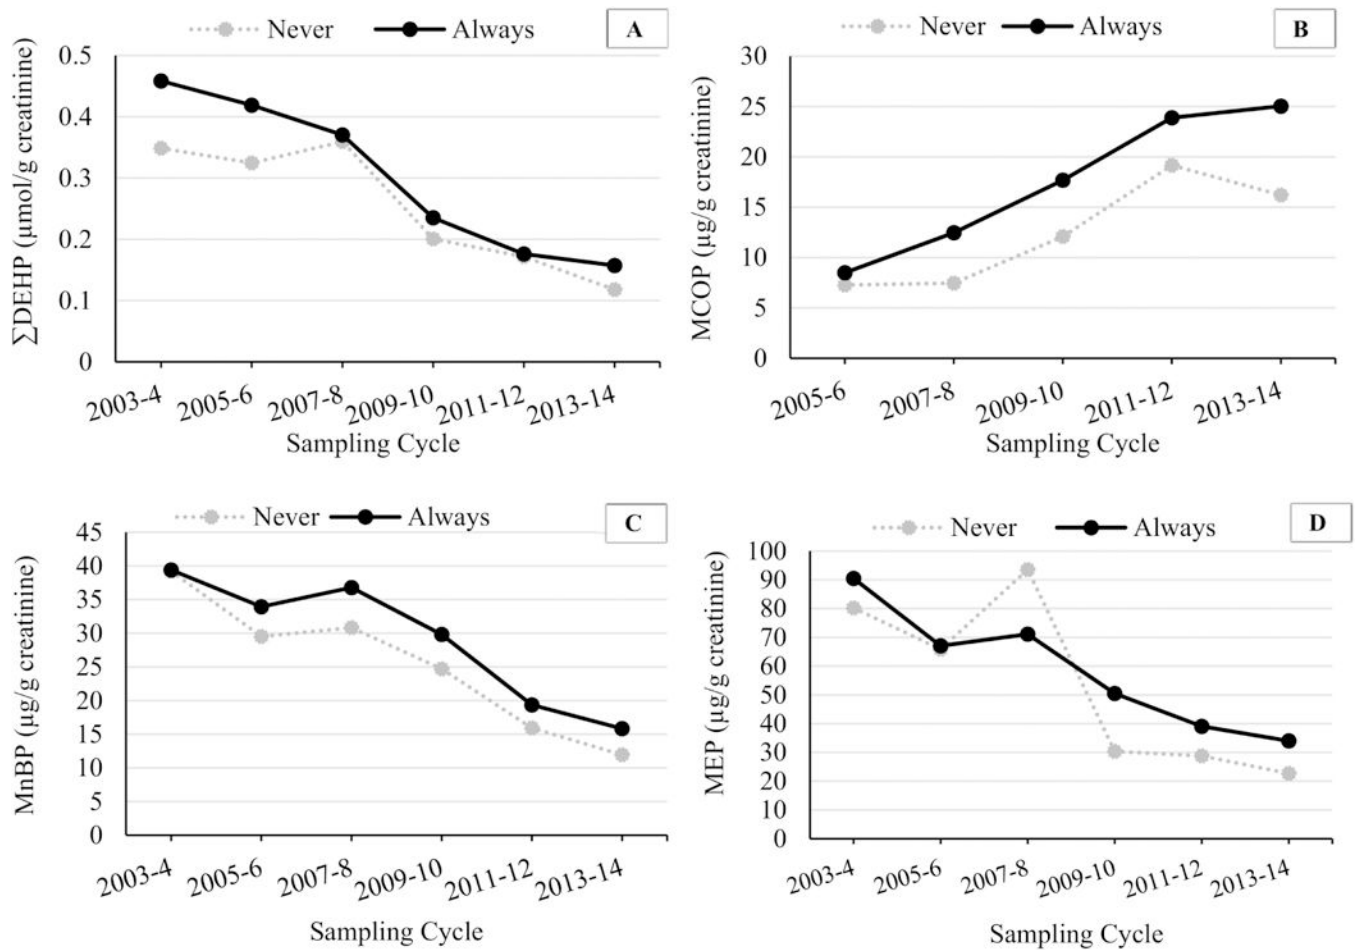 Never Always A
∑DEHP (µmol/g creatinine)
0.5
0.4
0.3
0.2
0.1
0
2003-4 2005-6 2007-8 2009-10 2011-12 2013-14
Sampling Cycle
Never Always B
MCOP (µg/g creatinine)
30
25
20
15
10
5
0
2005-6 2007-8 2009-10 2011-12 2013-14
Sampling Cycle
Never Always C
MnBP (µg/g creatinine)
45
40
35
30
25
20
15
10
5
0
2003-4 2005-6 2007-8 2009-10 2011-12 2013-14
Sampling Cycle
Never Always D
MEP (µg/g creatinine)
100
90
80
70
60
50
40
30
20
10
0
2003-4 2005-6 2007-8 2009-10 2011-12 2013-14
Sampling Cycle